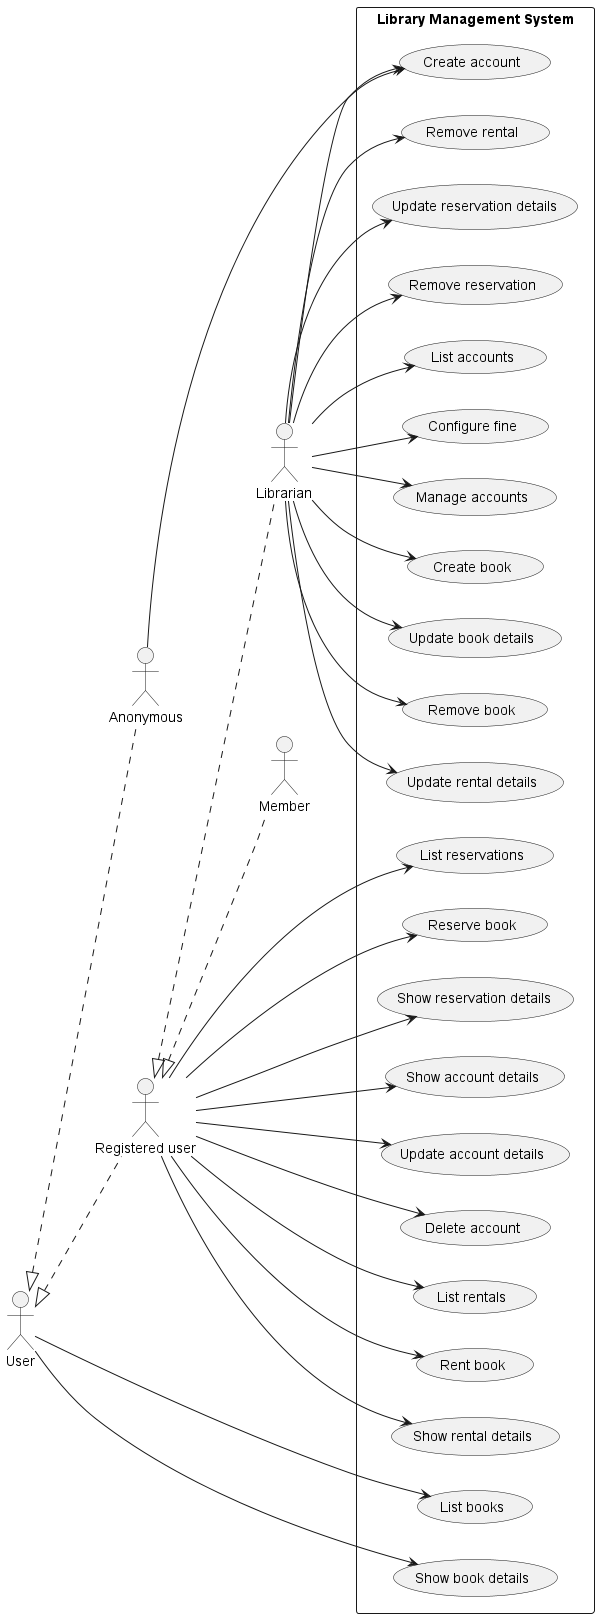 Library Management System
Create account
Remove rental
Update reservation details
Remove reservation
List accounts
Configure fine
Librarian
Manage accounts
Create book
Update book details
Remove book
Anonymous
Update rental details
Member
List reservations
Reserve book
Show reservation details
Show account details
Registered user
Update account details
Delete account
List rentals
User
Rent book
Show rental details
List books
Show book details